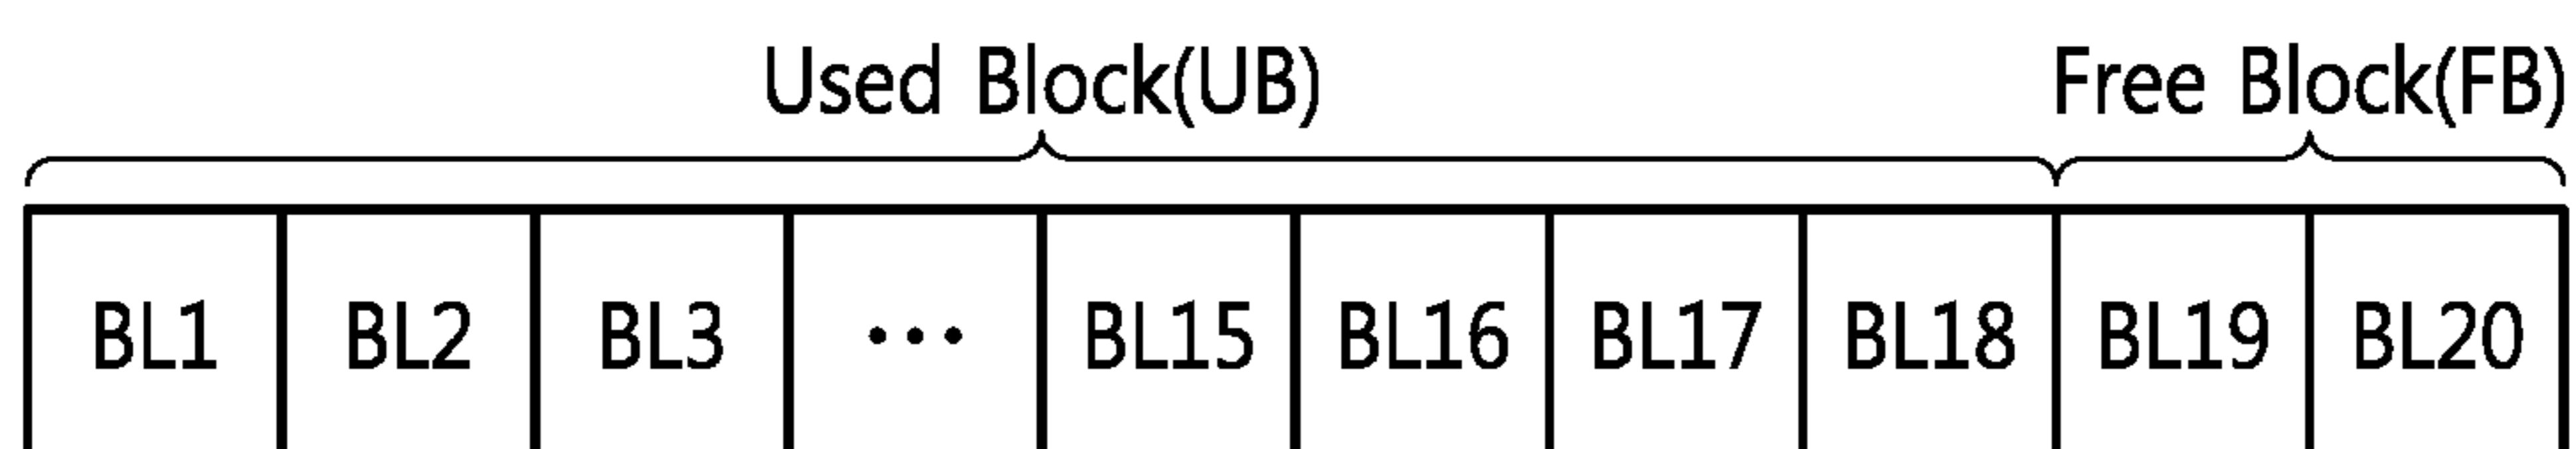 Used Block(UB) Free Block(FB)
BL1 BL2 BL3 ... BL15 BL16 BL17 BL18 BL19 BL20